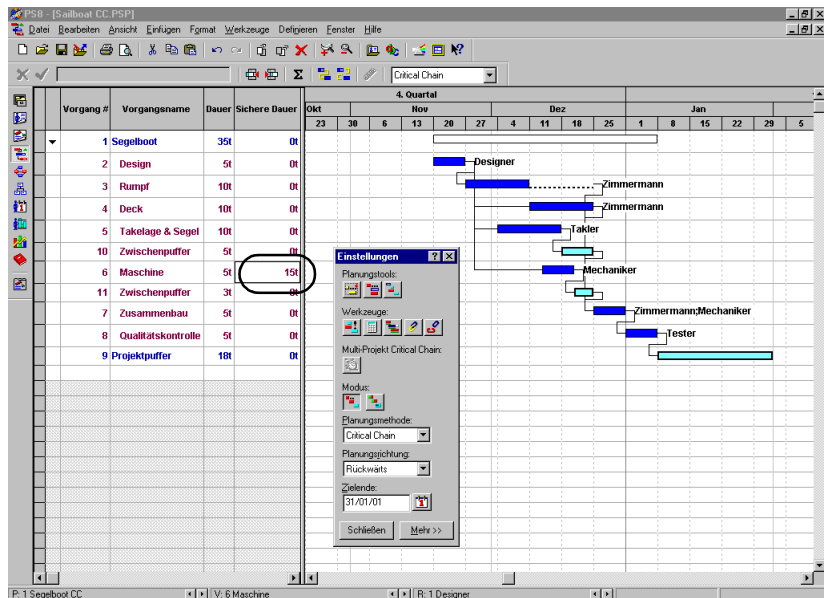 PS8 - [Sailboat CC.PSP]
Datei Bearbeiten Ansicht Einfügen Format Werkzeuge Definieren Fenster Hilfe
Critical Chain
4. Quartal
Vorgang # Vorgangsname Dauer Sichere Dauer Okt Nov Dez Jan
23 30 6 13 20 27 4 11 18 25 1 8 15 22 29 5
1 Segelboot 35t 0t
2 Design 5t 0t Designer
3 Rumpf 10t 0t Zimmermann
4 Deck 10t 0t Zimmermann
5 Takelage & Segel 10t 0t Takler
10 Zwischenpuffer 5t 0t
6 Maschine 5t 15t Mechaniker
11 Zwischenpuffer 3t 0t
7 Zusammenbau 5t 0t Zimmermann;Mechaniker
8 Qualitätskontrolle 5t 0t Tester
9 Projektpuffer 18t 0t
Einstellungen
Planungstools:
Werkzeuge:
Multi-Projekt Critical Chain:
Modus:
Planungsmethode:
Critical Chain
Planungsrichtung:
Rückwärts
Zielende:
31/01/01
Schließen Mehr >>
P: 1 Segelboot CC V: 6 Maschine R: 1 Designer